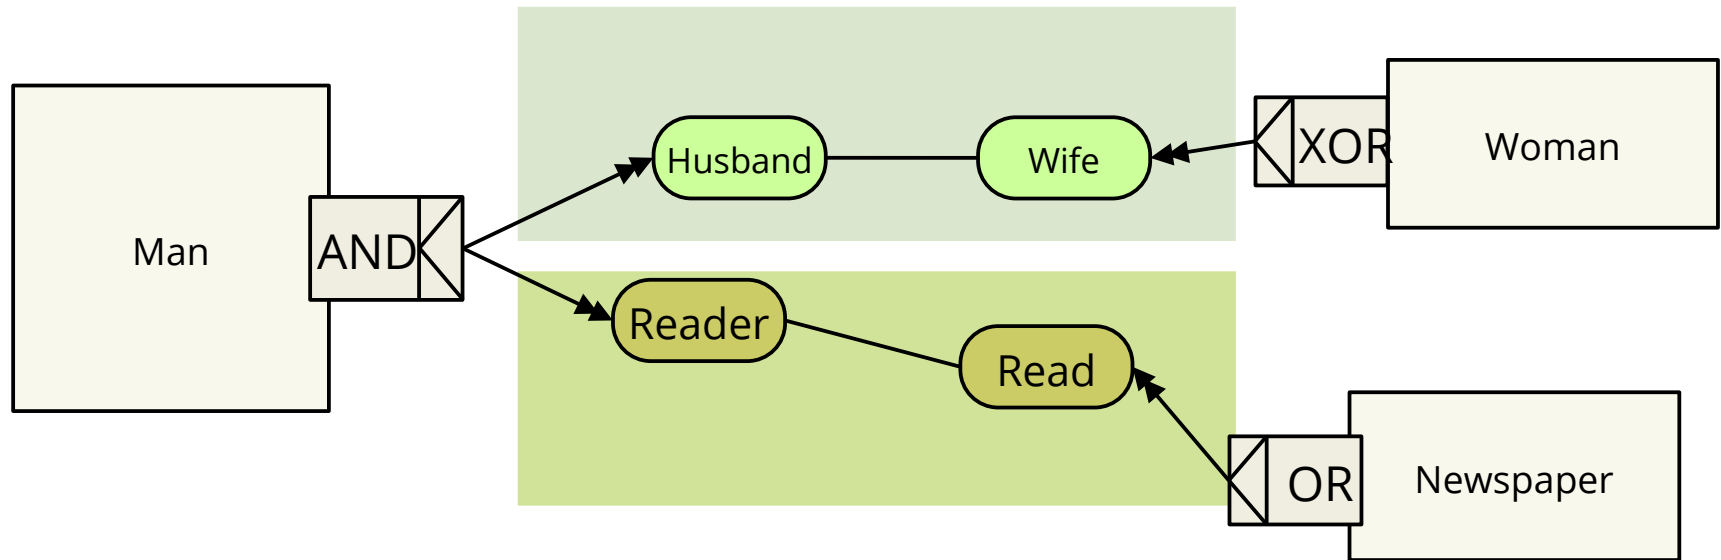 Man
AND
Husband
Wife
XOR
Woman
Reader
Read
OR
Newspaper